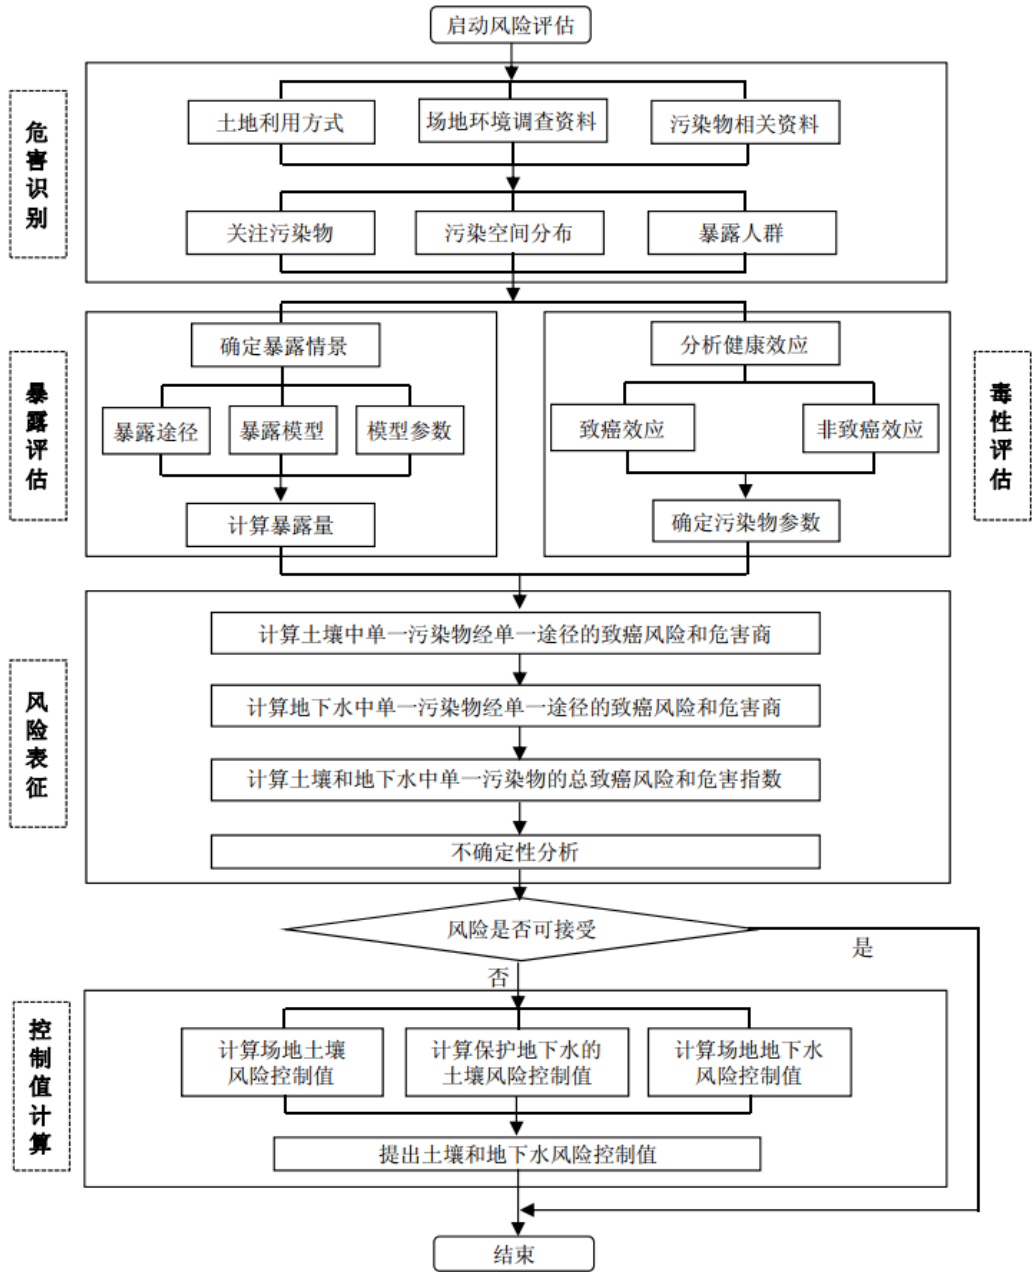 启动风险评估
危害识别
土地利用方式
场地环境调查资料
污染物相关资料
关注污染物
污染空间分布
暴露人群
暴露评估
确定暴露情景
暴露途径
暴露模型
模型参数
计算暴露量
毒性评估
分析健康效应
致癌效应
非致癌效应
确定污染物参数
风险表征
计算土壤中单一污染物经单一途径的致癌风险和危害商
计算地下水中单一污染物经单一途径的致癌风险和危害商
计算土壤和地下水中单一污染物的总致癌风险和危害指数
不确定性分析
风险是否可接受
是
否
控制值计算
计算场地土壤
风险控制值
计算保护地下水的
土壤风险控制值
计算场地地下水
风险控制值
提出土壤和地下水风险控制值
结束